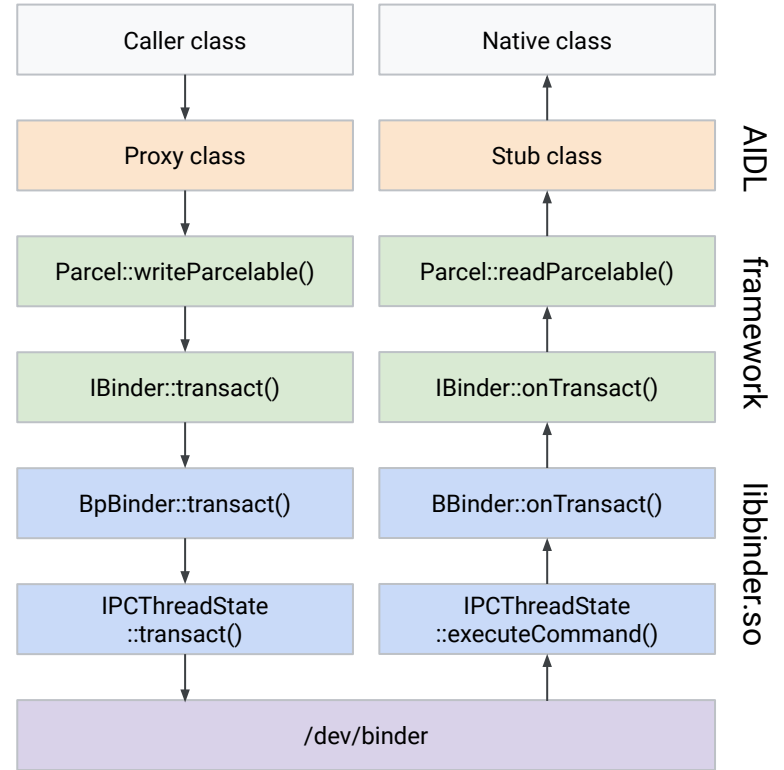 Caller class
Native class
Proxy class
Stub class
AIDL
Parcel::writeParcelable()
Parcel::readParcelable()
framework
IBinder::transact()
IBinder::onTransact()
BpBinder::transact()
BBinder::onTransact()
libbinder.so
IPCThreadState
::transact()
IPCThreadState
::executeCommand()
/dev/binder